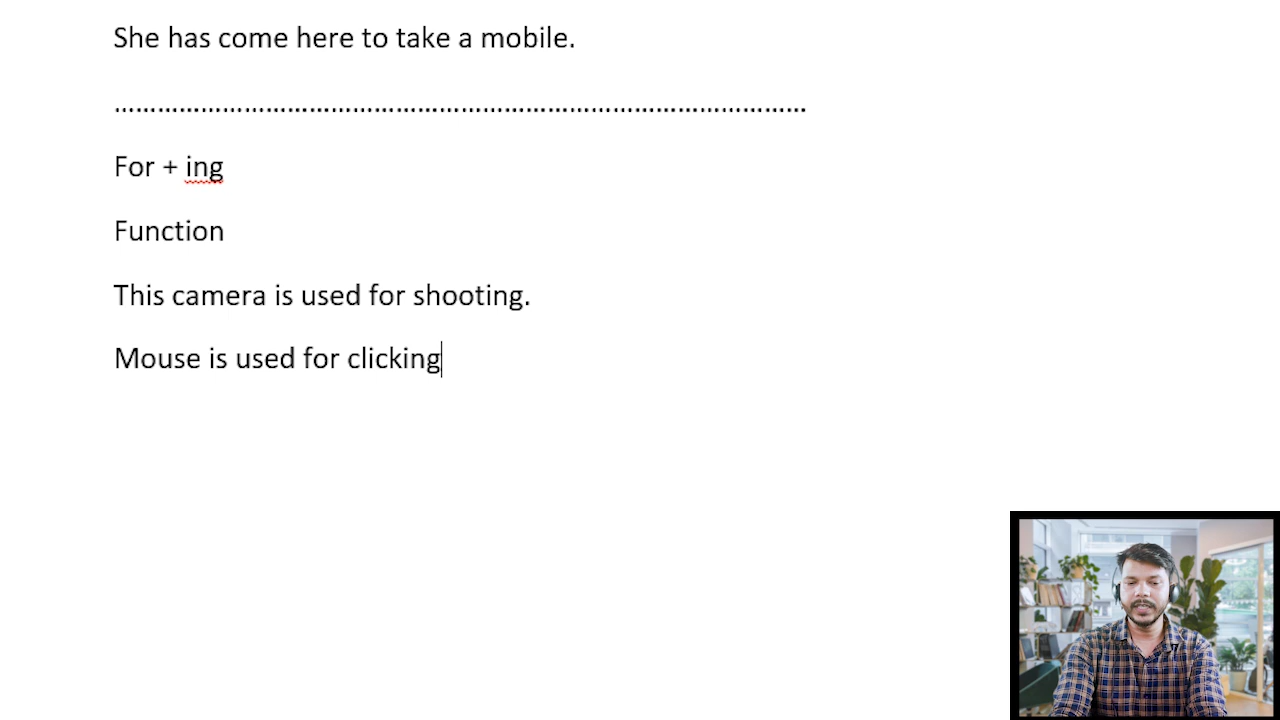 She has come here to take a mobile.
................................................................................................
For + ing
Function
This camera is used for shooting.
Mouse is used for clicking